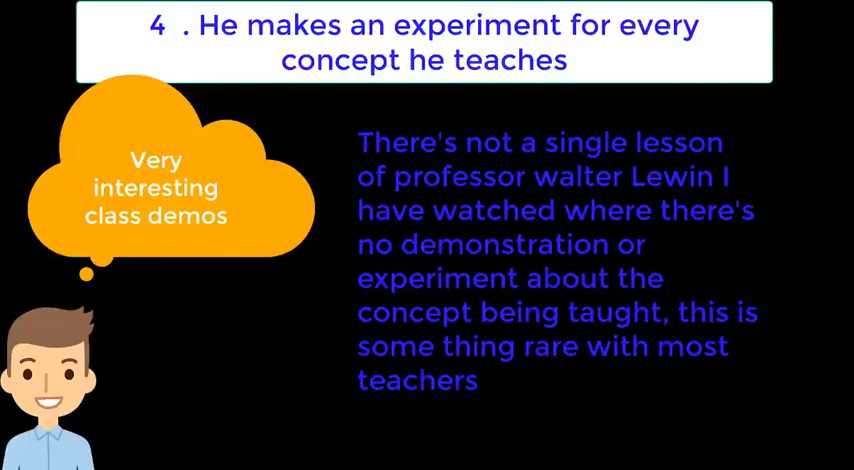 4 . He makes an experiment for every
concept he teaches
Very
interesting
class demos
There's not a single lesson
of professor walter Lewin I
have watched where there's
no demonstration or
experiment about the
concept being taught, this is
some thing rare with most
teachers